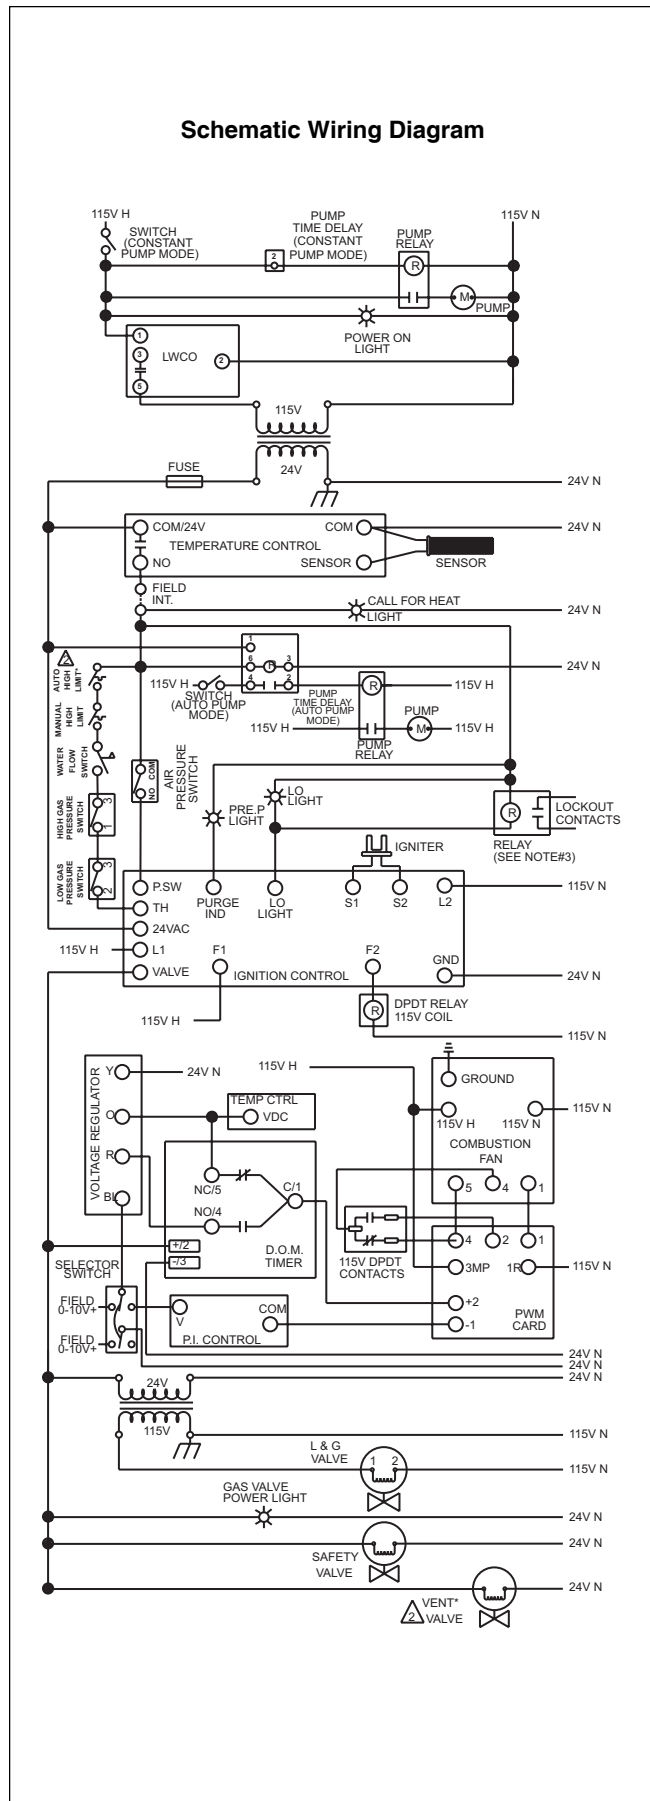 Schematic Wiring Diagram
115V H
115V N
SWITCH
(CONSTANT
PUMP MODE)
PUMP
TIME DELAY
(CONSTANT
PUMP MODE)
2
PUMP
RELAY
R
M
PUMP
POWER ON
LIGHT
1
3
LWCO
2
5
115V
24V
FUSE
24V N
COM/24V
COM
24V N
TEMPERATURE CONTROL
NO
SENSOR
SENSOR
FIELD
INT.
CALL FOR HEAT
LIGHT
24V N
2
AUTO
HIGH
LIMIT*
1
6
R
3
24V N
115V H
4
2
SWITCH
(AUTO PUMP
MODE)
PUMP
TIME DELAY
(AUTO PUMP
MODE)
R
115V H
MANUAL
HIGH
LIMIT
115V H
PUMP
M
115V H
PUMP
RELAY
WATER
FLOW
SWITCH
NO COM
AIR
PRESSURE
SWITCH
HIGH GAS
PRESSURE
SWITCH
3
1
PRE.P
LIGHT
LO
LIGHT
R
LOCKOUT
CONTACTS
RELAY
(SEE NOTE#3)
IGNITER
LOW GAS
PRESSURE
SWITCH
3
2
P.SW
PURGE
IND
LO
LIGHT
S1
S2
L2
115V N
TH
24VAC
115V H
L1
F1
F2
GND
VALVE
IGNITION CONTROL
24V N
115V H
R
DPDT RELAY
115V COIL
115V N
VOLTAGE REGULATOR
Y
24V N
115V H
GROUND
O
TEMP CTRL
VDC
115V H
115V N
115V N
COMBUSTION
FAN
R
NC/5
C/1
5
4
1
BL
NO/4
D.O.M.
TIMER
+/2
-/3
115V DPDT
CONTACTS
4
2
1
3MP
1R
115V N
SELECTOR
SWITCH
FIELD
0-10V+
V
COM
P.I. CONTROL
+2
-1
PWM
CARD
FIELD
0-10V+
24V N
24V N
24V N
24V
115V
115V N
L & G
VALVE
1 2
115V N
GAS VALVE
POWER LIGHT
24V N
SAFETY
VALVE
24V N
24V N
2
VENT*
VALVE